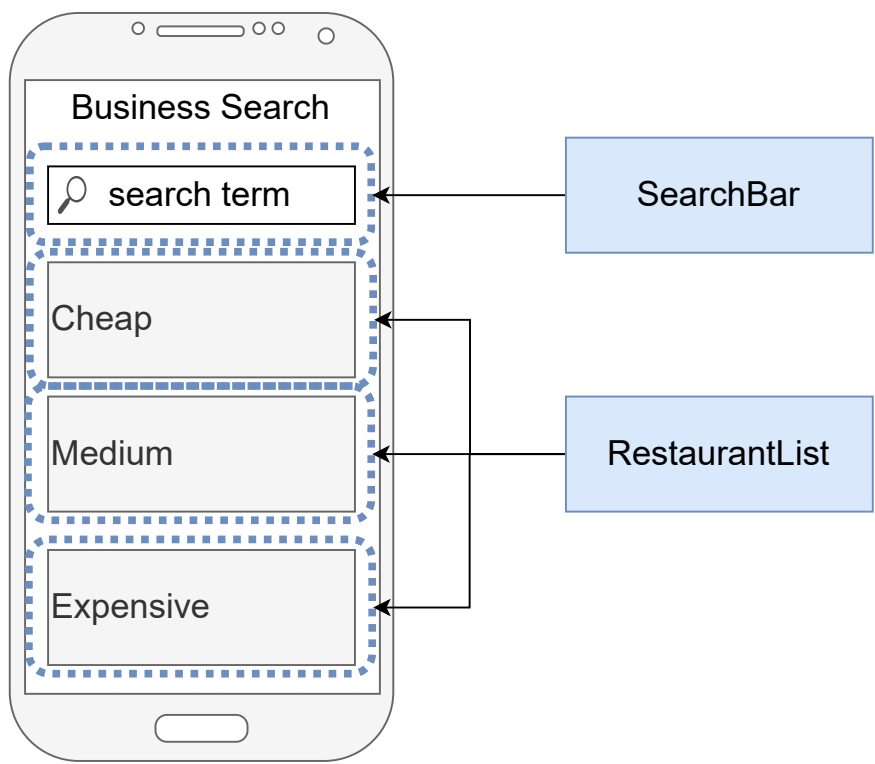 Business Search
search term
SearchBar
Cheap
Medium
RestaurantList
Expensive